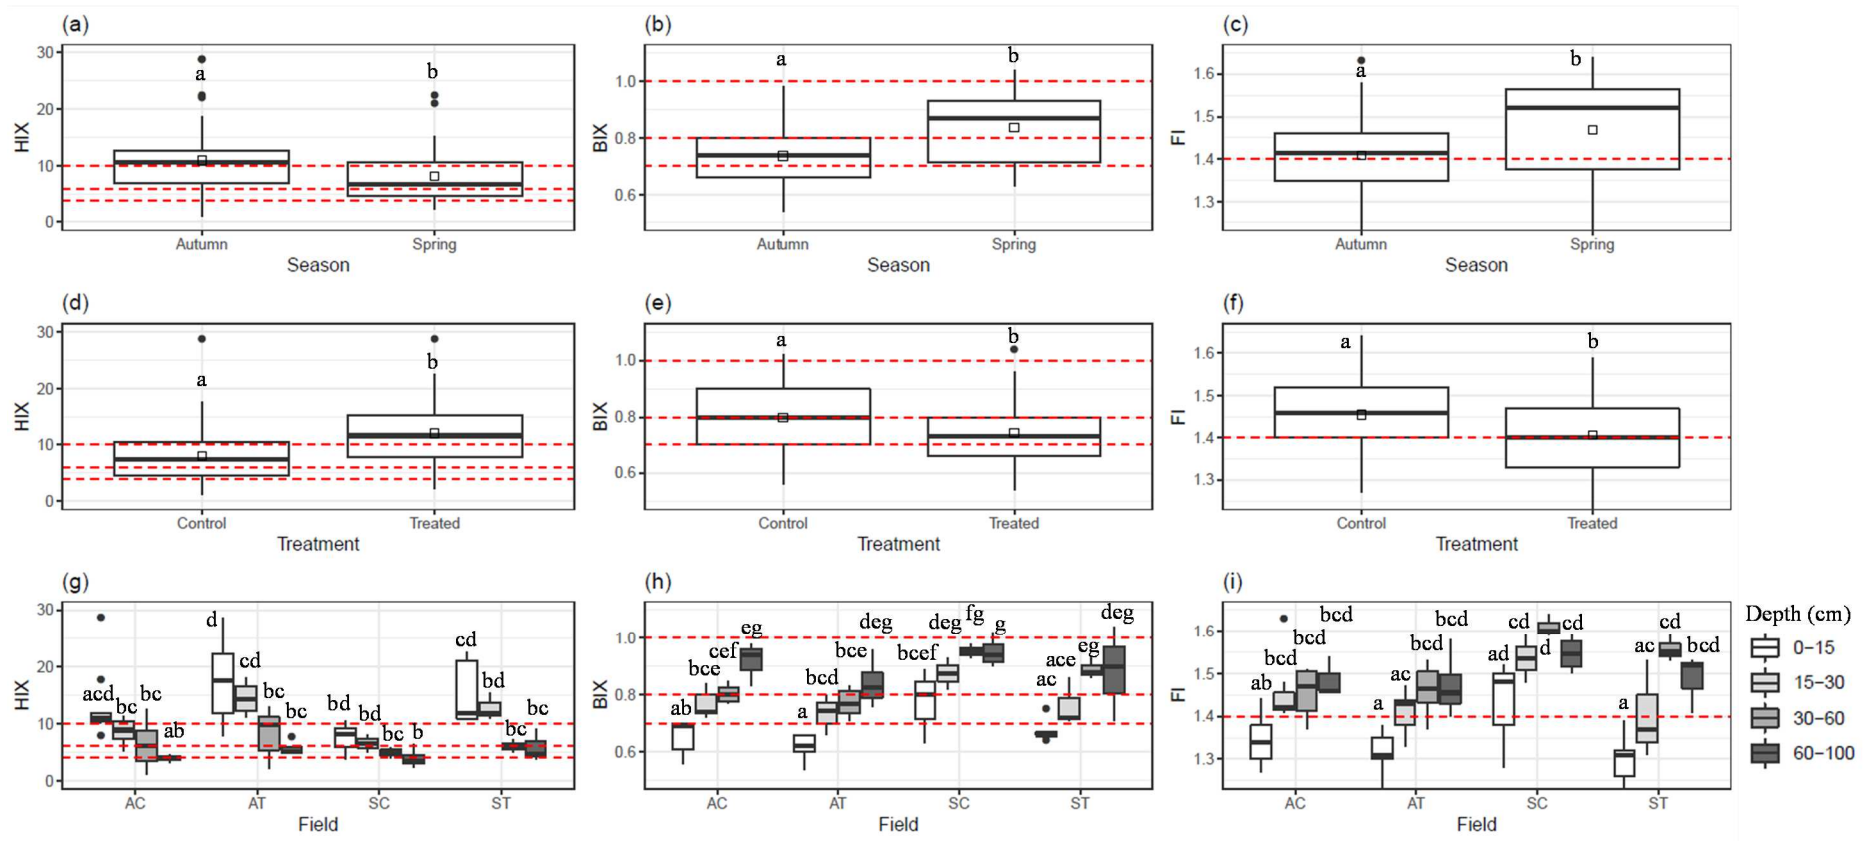 (a) (b) (c)
HIX
30
20
10
0
a
b
Autumn Spring
Season
BIX
1.0
0.8
0.6
a
b
Autumn Spring
Season
FI
1.6
1.5
1.4
1.3
a
b
Autumn Spring
Season
(d) (e) (f)
HIX
30
20
10
0
a
b
Control Treated
Treatment
BIX
1.0
0.8
0.6
a
b
Control Treated
Treatment
FI
1.6
1.5
1.4
1.3
a
b
Control Treated
Treatment
(g) (h) (i)
HIX
30
20
10
0
acd bc bc ab
d cd bc bc
bd bd bc b
cd bd bc bc
AC AT SC ST
Field
BIX
1.0
0.8
0.6
ab bce cef eg
a bcd bce deg
bcef deg fg g
ac ace eg deg
AC AT SC ST
Field
FI
1.6
1.5
1.4
1.3
ab bcd bcd bcd
a ac bcd bcd
ad cd d cd
a ac cd bcd
AC AT SC ST
Field
Depth (cm)
0−15
15−30
30−60
60−100